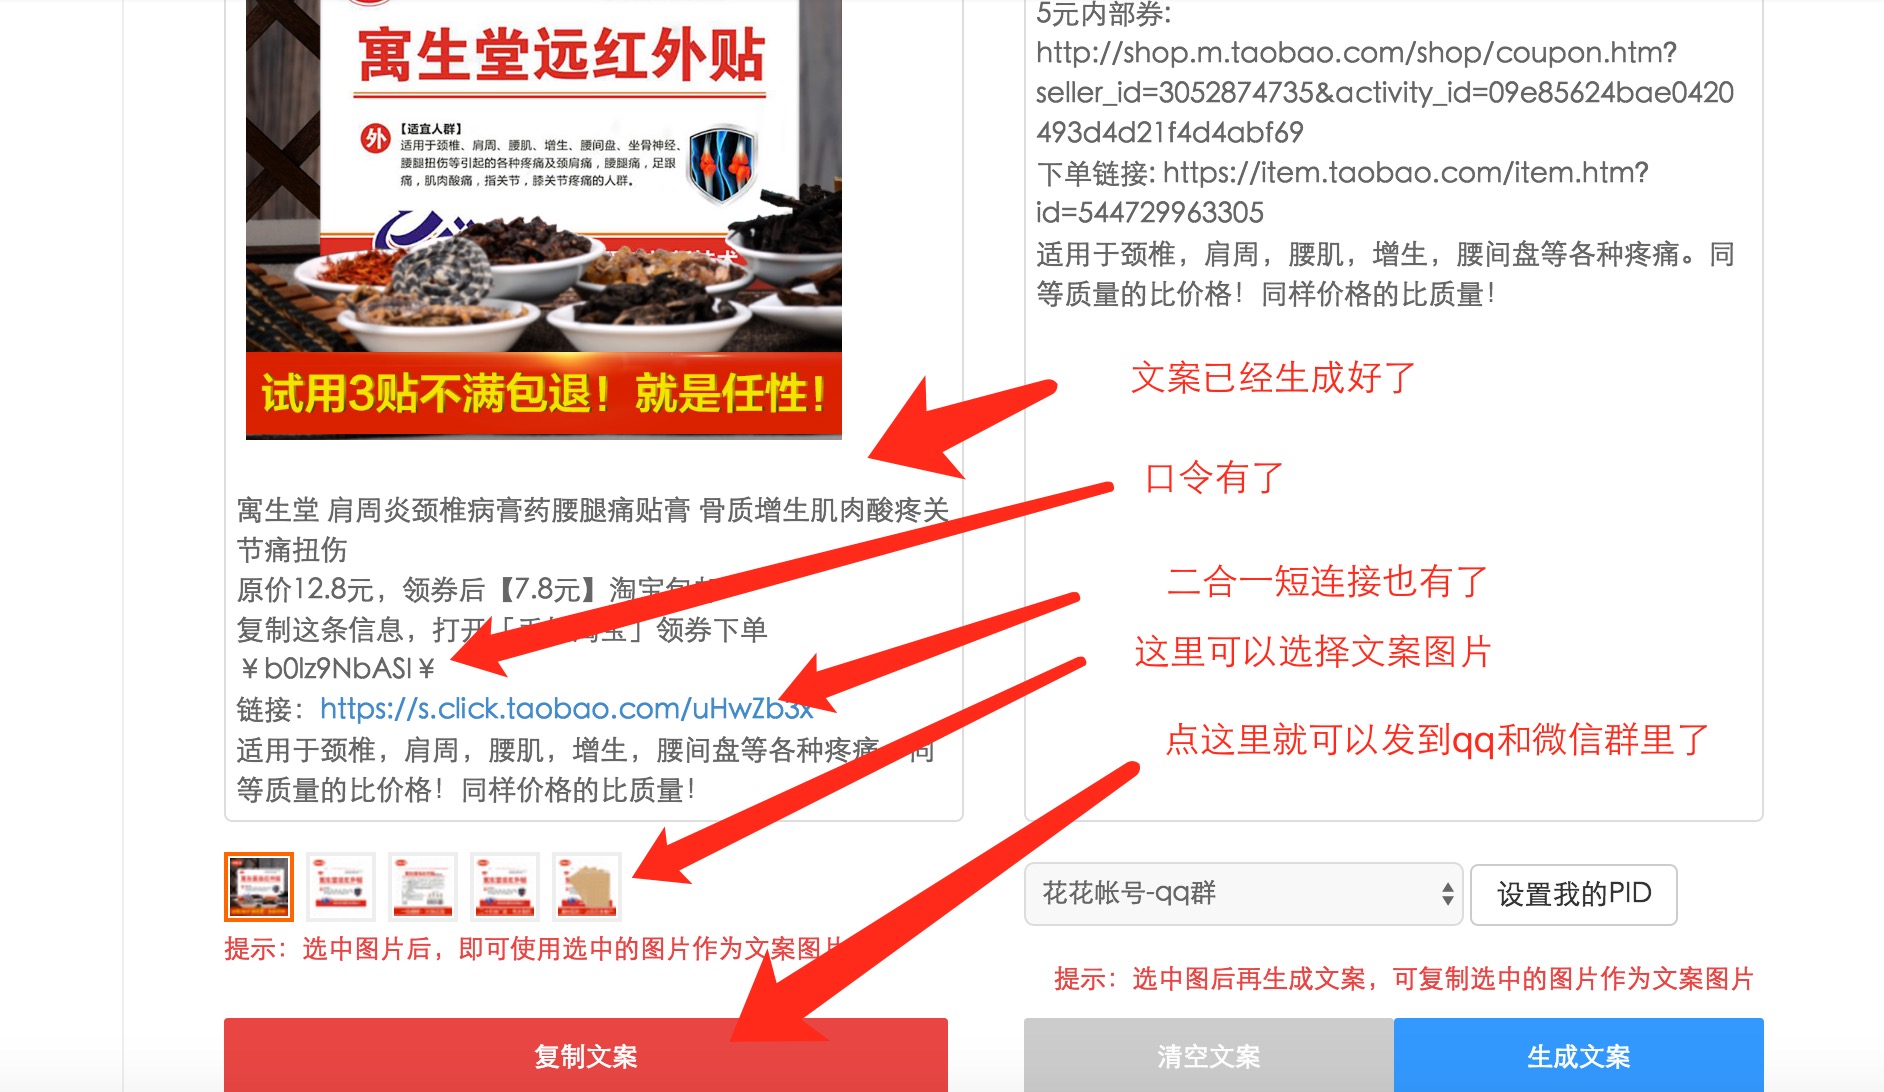 寓生堂远红外贴
外
【适宜人群】
适用于颈椎、肩周、腰肌、增生、腰间盘、坐骨神经、
腰腿扭伤等引起的各种疼痛及颈肩痛，腰腿痛，足跟
痛，肌肉酸痛，指关节，膝关节疼痛的人群。
试用3贴不满包退！就是任性！
寓生堂 肩周炎颈椎病膏药腰腿痛贴膏 骨质增生肌肉酸疼关
节痛扭伤
原价12.8元，领券后【7.8元】淘宝包
复制这条信息，打开「手机淘宝」领券下单
￥b0lz9NbASI￥
链接：https://s.click.taobao.com/uHwZb3x
适用于颈椎，肩周，腰肌，增生，腰间盘等各种疼痛 同
等质量的比价格！同样价格的比质量！
提示：选中图片后，即可使用选中的图片作为文案图片
复制文案
5元内部券:
http://shop.m.taobao.com/shop/coupon.htm?
seller_id=3052874735&activity_id=09e85624bae0420
493d4d21f4d4abf69
下单链接: https://item.taobao.com/item.htm?
id=544729963305
适用于颈椎，肩周，腰肌，增生，腰间盘等各种疼痛。同
等质量的比价格！同样价格的比质量！
文案已经生成好了
口令有了
二合一短连接也有了
这里可以选择文案图片
点这里就可以发到qq和微信群里了
花花帐号-qq群
设置我的PID
提示：选中图后再生成文案，可复制选中的图片作为文案图片
清空文案
生成文案